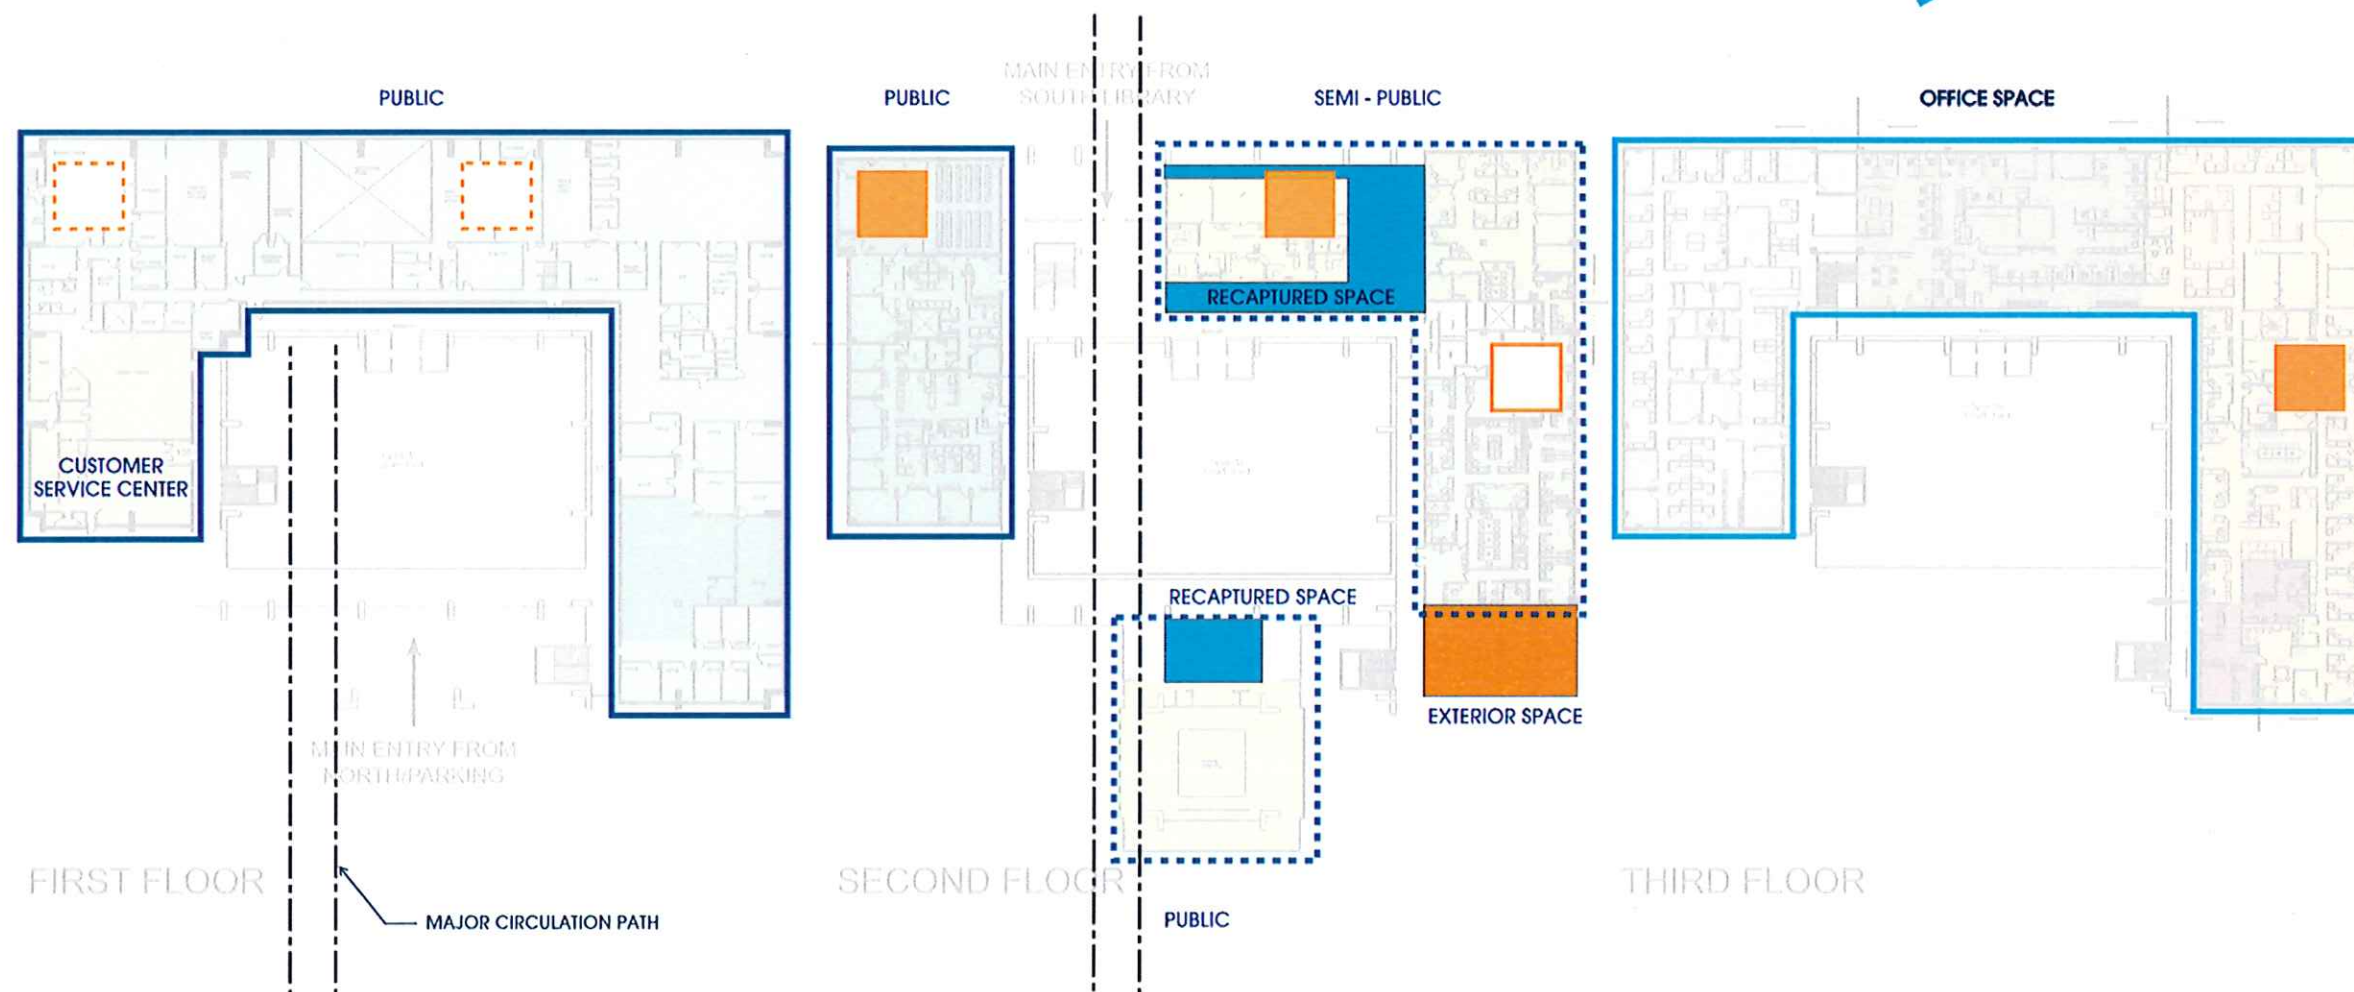 PUBLIC
PUBLIC
MAIN ENTRY FROM
SOUTH LIBRARY
SEMI - PUBLIC
OFFICE SPACE
RECAPTURED SPACE
CUSTOMER
SERVICE CENTER
RECAPTURED SPACE
EXTERIOR SPACE
MAIN ENTRY FROM
NORTH/PARKING
FIRST FLOOR
SECOND FLOOR
THIRD FLOOR
MAJOR CIRCULATION PATH
PUBLIC